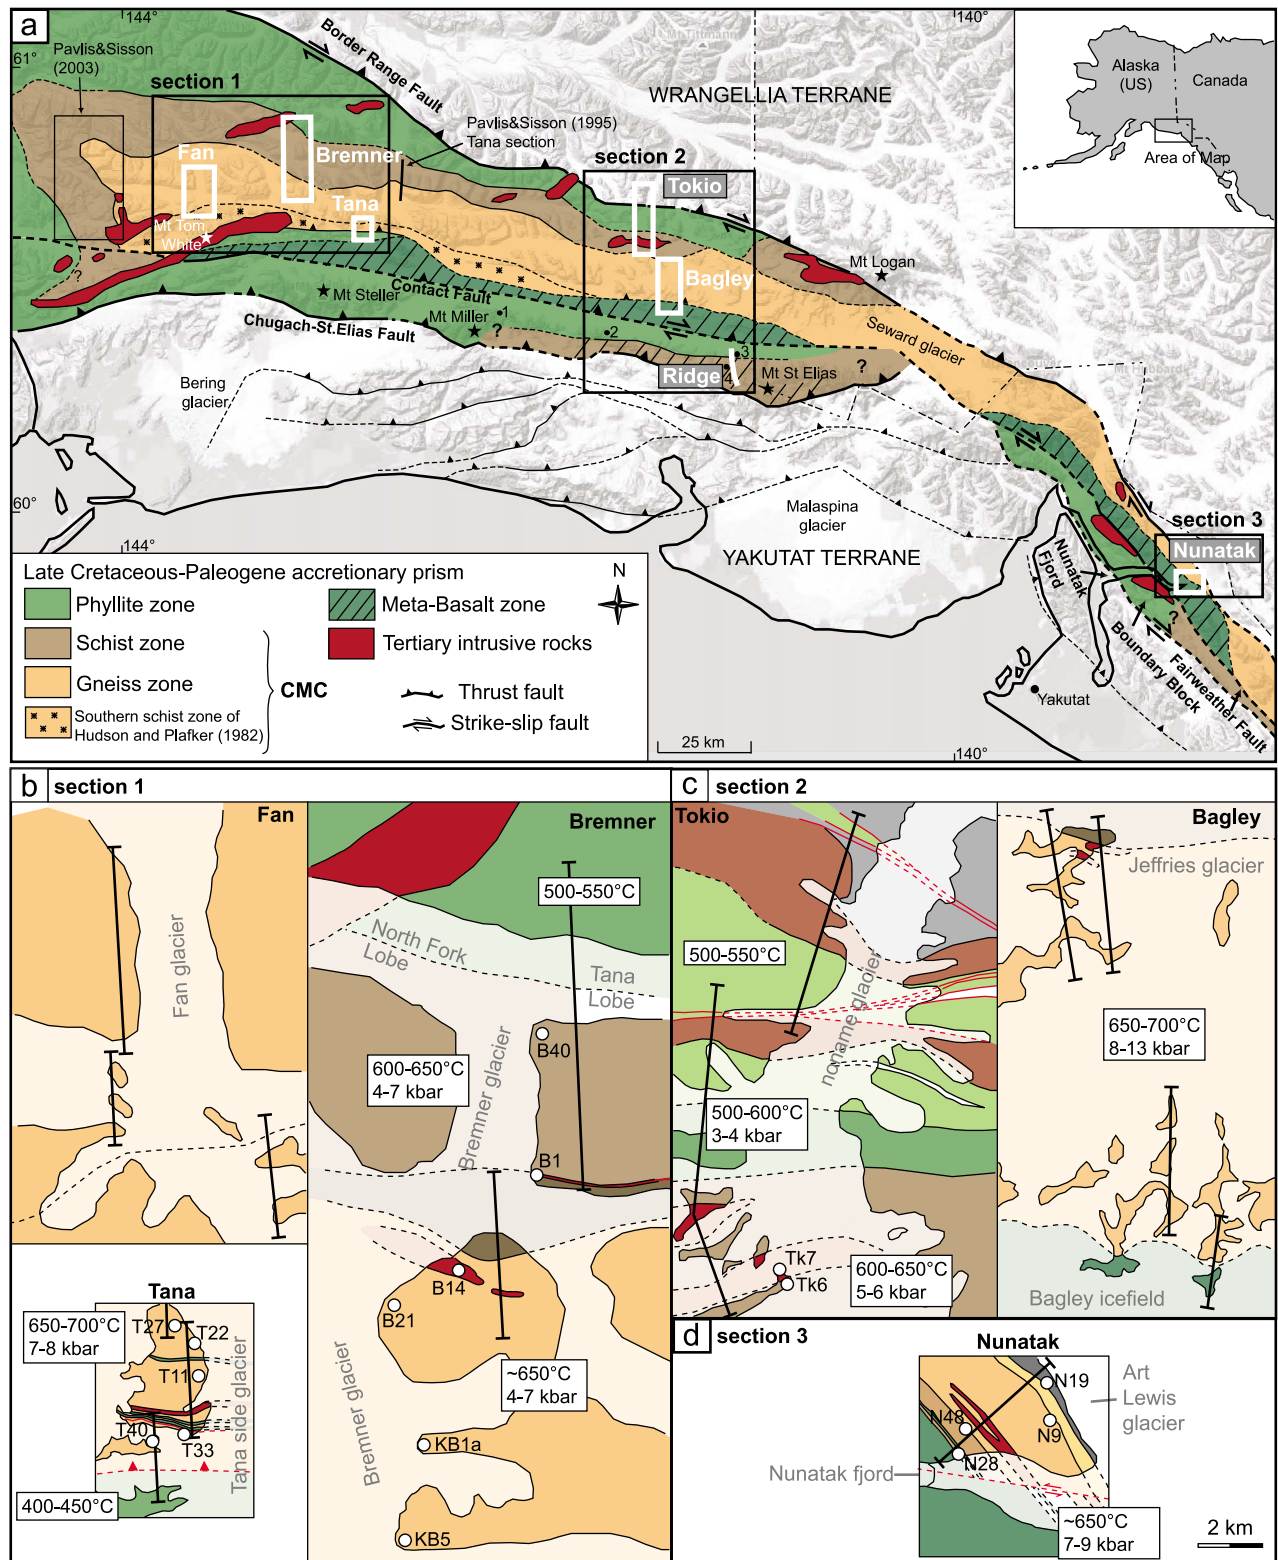 a
144°
140°
61°
Pavlis&Sisson
(2003)
section 1
Border Range Fault
WRANGELLIA TERRANE
Alaska
(US)
Canada
Area of Map
Pavlis&Sisson (1995)
Tana section
section 2
Fan
Bremner
Tana
Tokio
Mt Tom
White
Bagley
Mt Logan
Contact Fault
Mt Steller
Mt Miller
1
2
3
4
?
?
?
Chugach-St.Elias Fault
Ridge
Mt St Elias
Seward glacier
Bering
glacier
60°
144°
Malaspina
glacier
YAKUTAT TERRANE
section 3
Nunatak
Nunatak
Fjord
?
Boundary Block
Fairweather Fault
Yakutat
140°
Late Cretaceous-Paleogene accretionary prism
N
Phyllite zone
Meta-Basalt zone
Schist zone
Tertiary intrusive rocks
Gneiss zone
CMC
Thrust fault
Southern schist zone of
Hudson and Plafker (1982)
Strike-slip fault
25 km
b section 1
Fan
Fan glacier
Bremner
500-550°C
North Fork
Lobe
Tana
Lobe
B40
600-650°C
4-7 kbar
Bremner glacier
B1
B14
B21
~650°C
4-7 kbar
Bremner glacier
KB1a
KB5
Tana
650-700°C
7-8 kbar
T27
T22
T11
T40
T33
Tana side glacier
400-450°C
c section 2
Tokio
500-550°C
noname glacier
500-600°C
3-4 kbar
Tk7
Tk6
600-650°C
5-6 kbar
Bagley
Jeffries glacier
650-700°C
8-13 kbar
Bagley icefield
d section 3
Nunatak
N19
Art
Lewis
glacier
N48
N9
N28
Nunatak fjord
~650°C
7-9 kbar
2 km